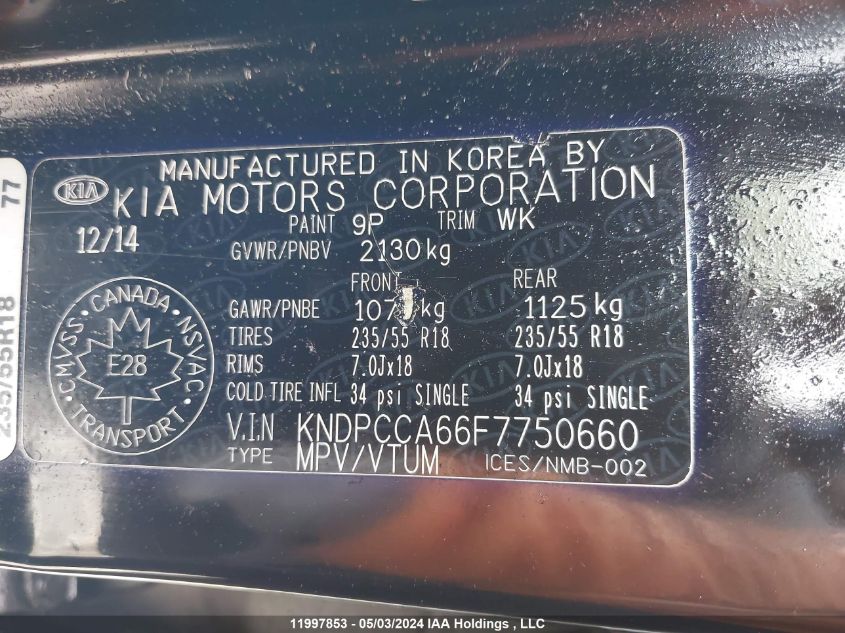 MANUFACTURED IN KOREA BY
KIA KIA MOTORS CORPORATION
12/14 PAINT 9P TRIM WK
GVWR/PNBV 2130kg
FRONT REAR
GAWR/PNBE kg 1125kg
TIRES 235/55 R18 235/55 R18
RIMS 7.0Jx18 7.0Jx18
COLD TIRE INFL 34 psi SINGLE 34 psi SINGLE
V.I.N KNDPCCA66F7750660
TYPE MPV/VTUM ICES/NMB-002
CMVSS · CANADA · NSVAC
E28
TRANSPORT
235/55R18 77
11997853 - 05/03/2024 IAA Holdings , LLC